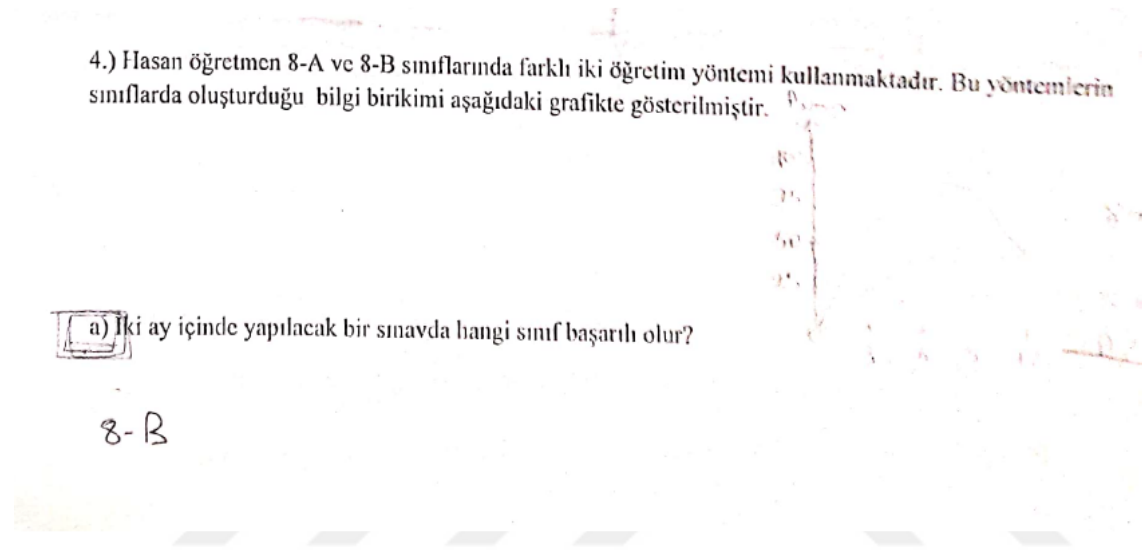 4.) Hasan öğretmen 8-A ve 8-B sınıflarında farklı iki öğretim yöntemi kullanmaktadır. Bu yöntemlerin
sınıflarda oluşturduğu bilgi birikimi aşağıdaki grafikte gösterilmiştir.
a) İki ay içinde yapılacak bir sınavda hangi sınıf başarılı olur?
8-B